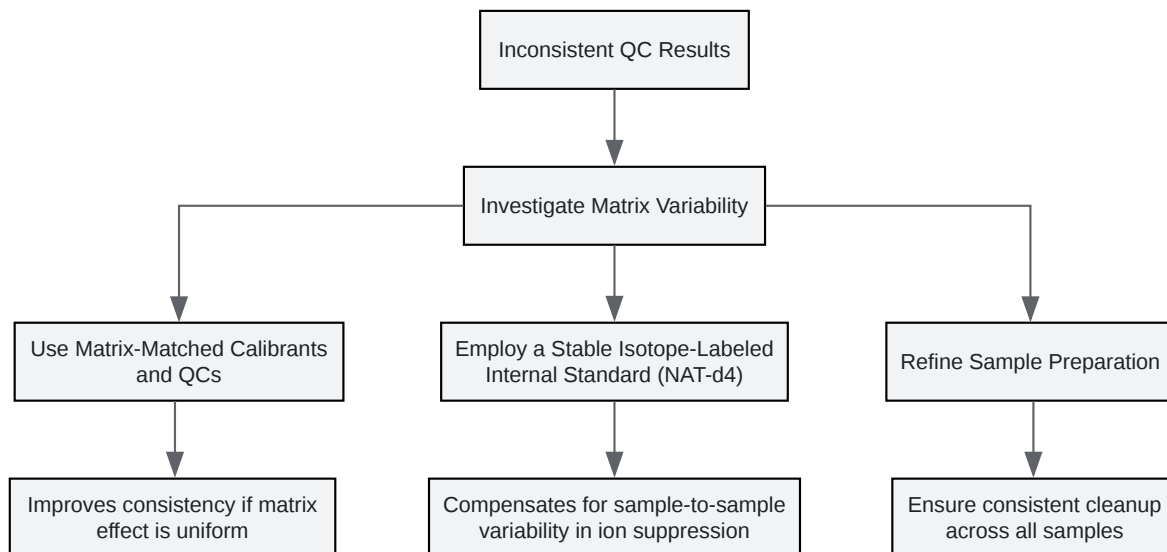 Inconsistent QC Results
Investigate Matrix Variability
Use Matrix-Matched Calibrants
and QCs
Employ a Stable Isotope-Labeled
Internal Standard (NAT-d4)
Refine Sample Preparation
Improves consistency if matrix
effect is uniform
Compensates for sample-to-sample
variability in ion suppression
Ensure consistent cleanup
across all samples